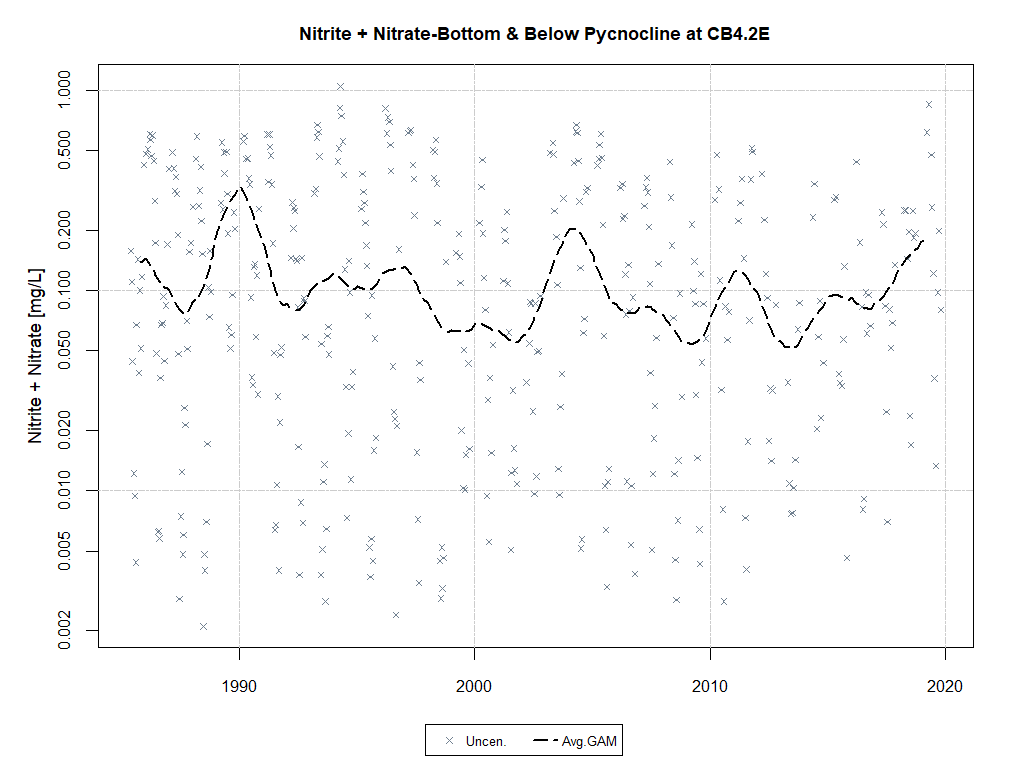 Nitrite + Nitrate-Bottom & Below Pycnocline at CB4.2E
Nitrite + Nitrate [mg/L]
1.000
0.500
0.200
0.100
0.050
0.020
0.010
0.005
0.002
1990 2000 2010 2020
Uncen. Avg.GAM